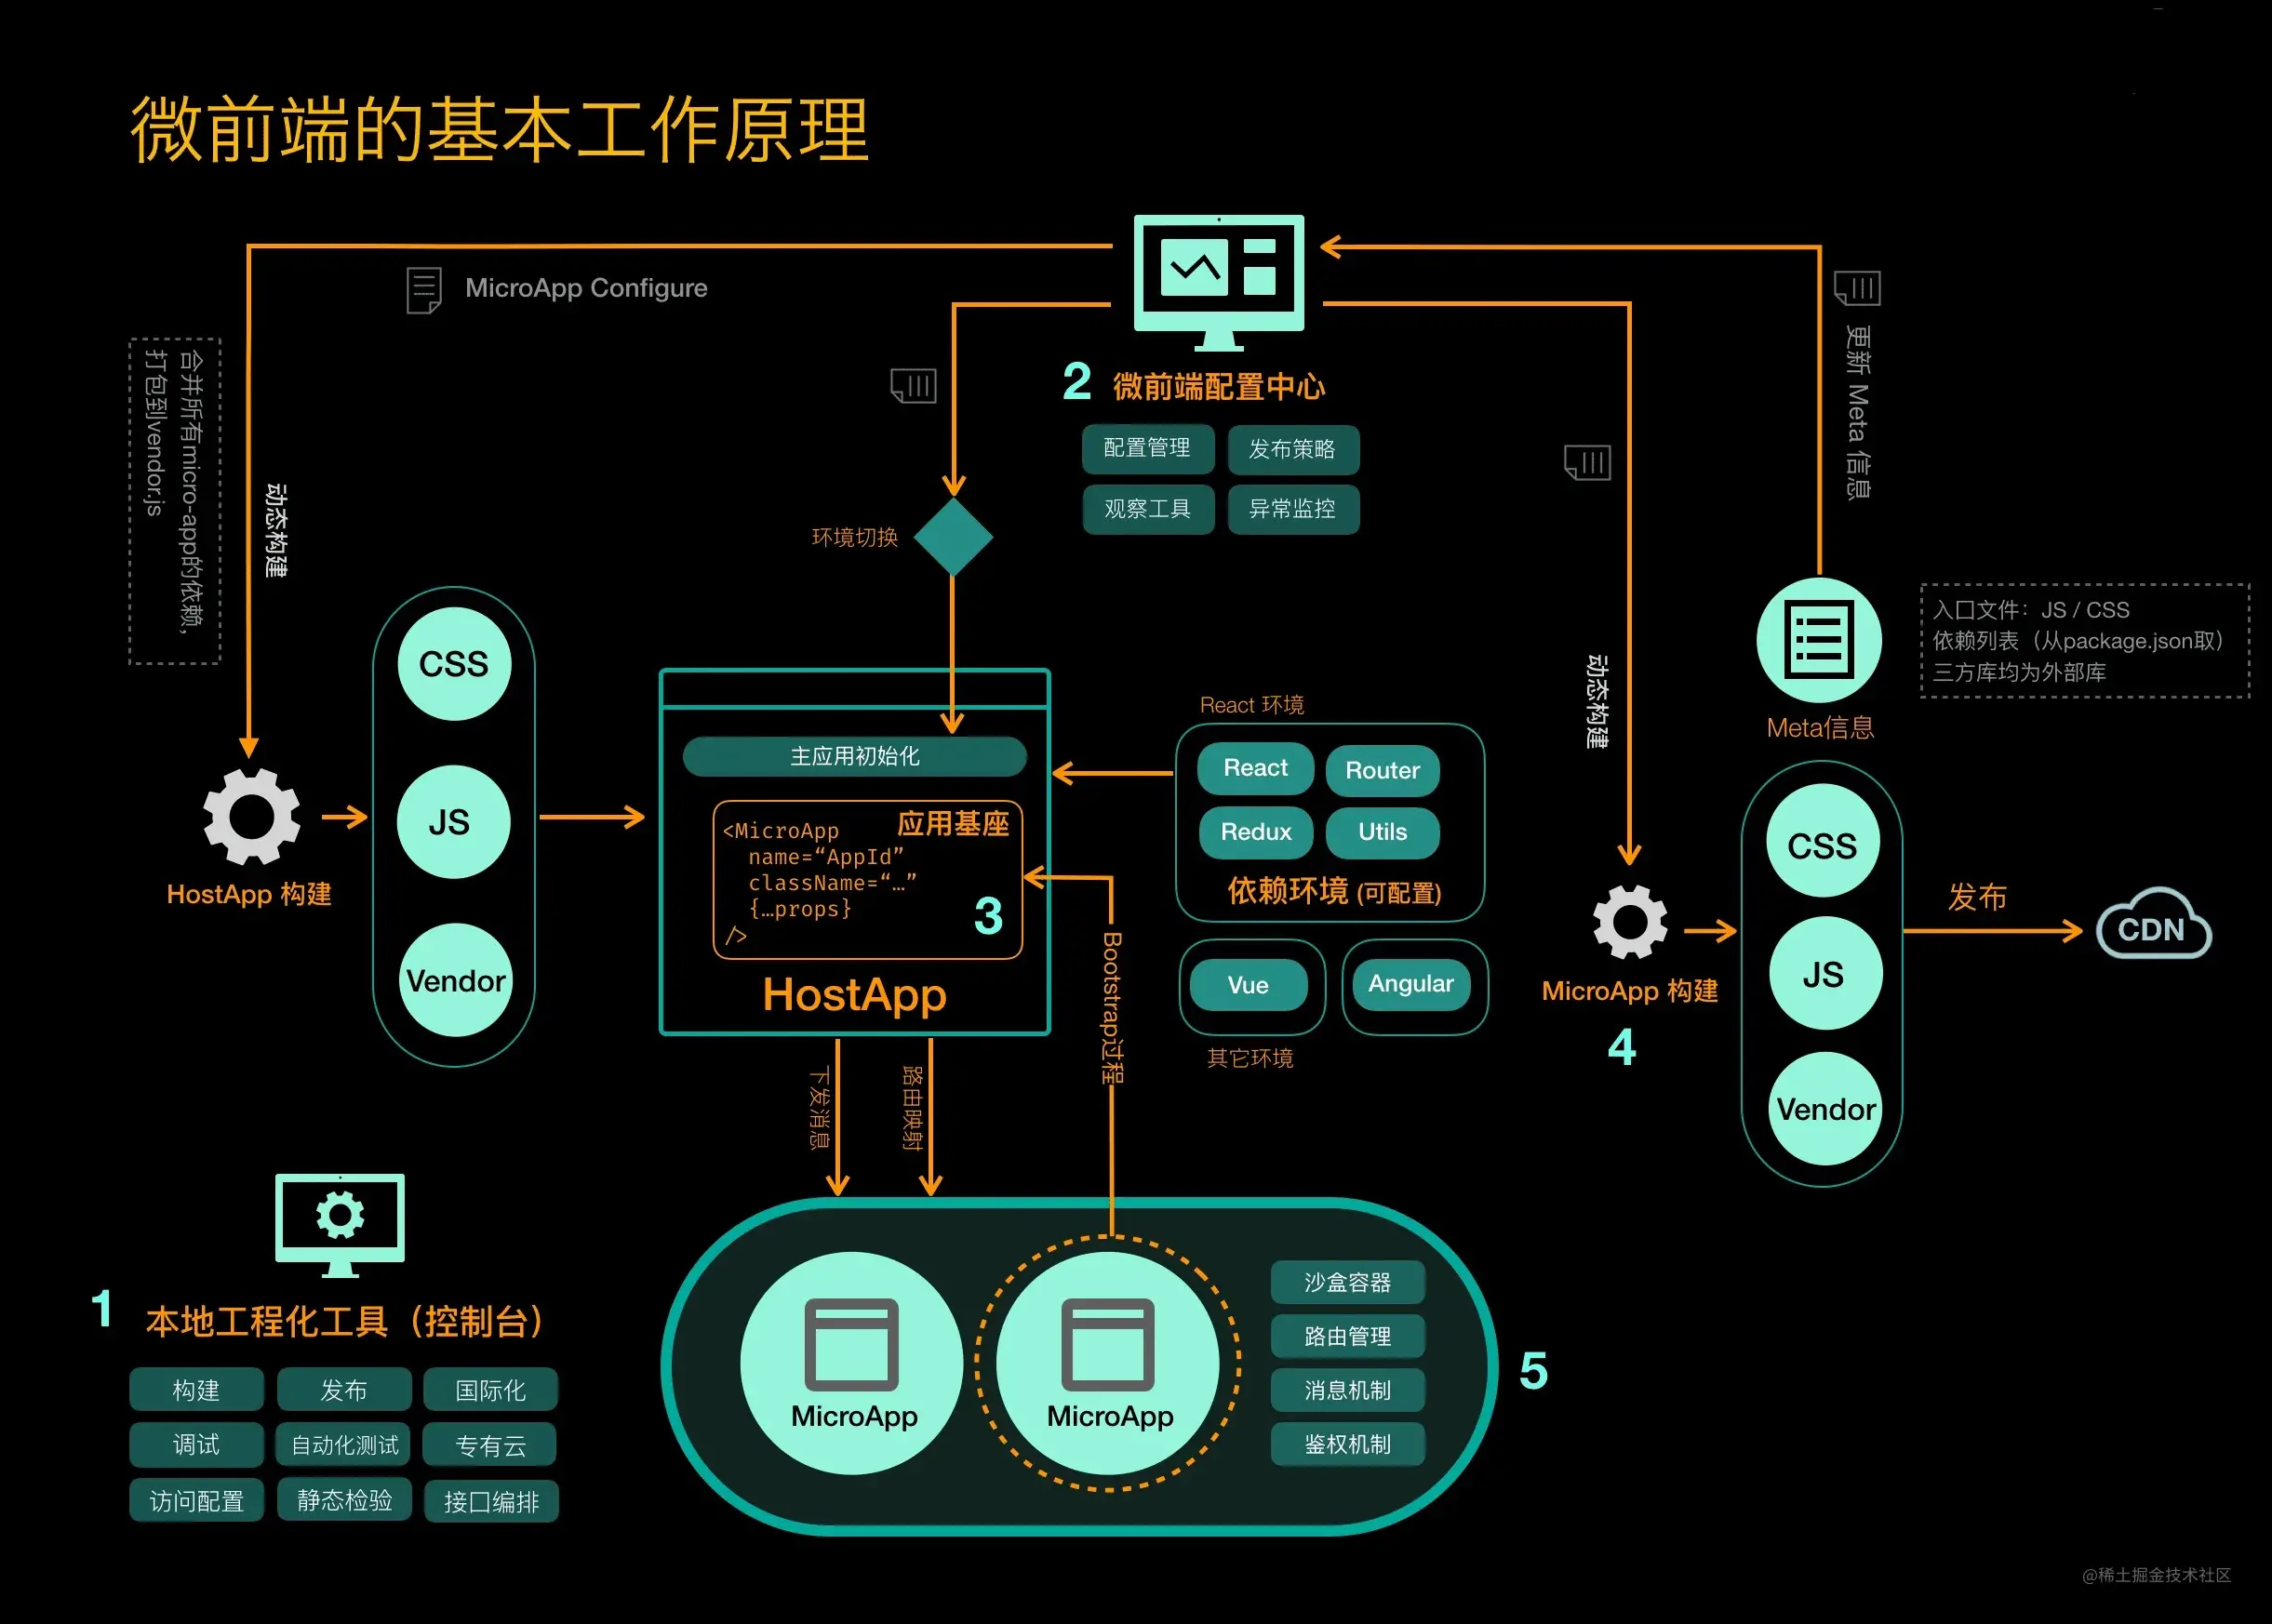 微前端的基本工作原理
MicroApp Configure
合并所有micro-app的依赖,
打包到vendor.js
动态构建
HostApp 构建
CSS
JS
Vendor
2 微前端配置中心
配置管理
发布策略
观察工具
异常监控
环境切换
主应用初始化
应用基座
<MicroApp
name=“AppId”
className=“…”
{…props}
/>
3
HostApp
React 环境
React
Router
Redux
Utils
依赖环境 (可配置)
Vue
Angular
其它环境
Bootstrap过程
下发消息
路由映射
动态构建
MicroApp 构建
4
更新 Meta 信息
Meta信息
入口文件：JS / CSS
依赖列表（从package.json取）
三方库均为外部库
CSS
JS
Vendor
发布
CDN
1 本地工程化工具（控制台）
构建
发布
国际化
调试
自动化测试
专有云
访问配置
静态检验
接口编排
MicroApp
MicroApp
沙盒容器
路由管理
消息机制
鉴权机制
5
@稀土掘金技术社区